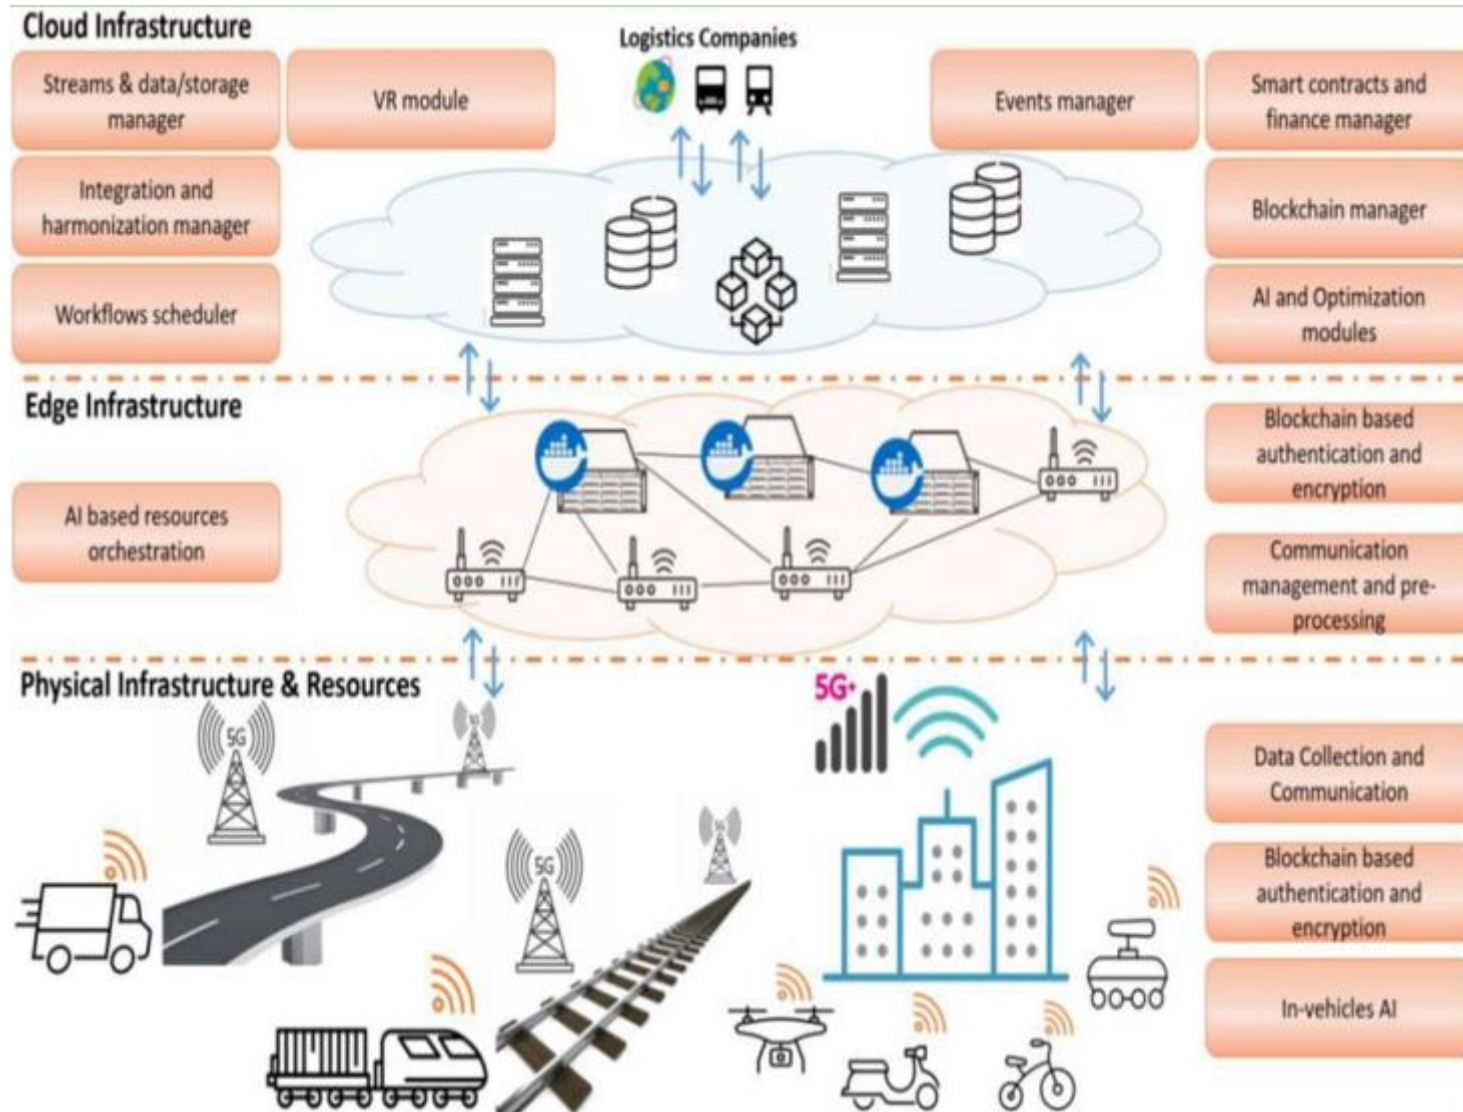 Cloud Infrastructure
Logistics Companies
Streams & data/storage
manager
VR module
Events manager
Smart contracts and
finance manager
Integration and
harmonization manager
Blockchain manager
Workflows scheduler
AI and Optimization
modules
Edge Infrastructure
Blockchain based
authentication and
encryption
AI based resources
orchestration
Communication
management and pre-
processing
Physical Infrastructure & Resources
5G+
5G
5G
5G
5G
Data Collection and
Communication
Blockchain based
authentication and
encryption
In-vehicles AI